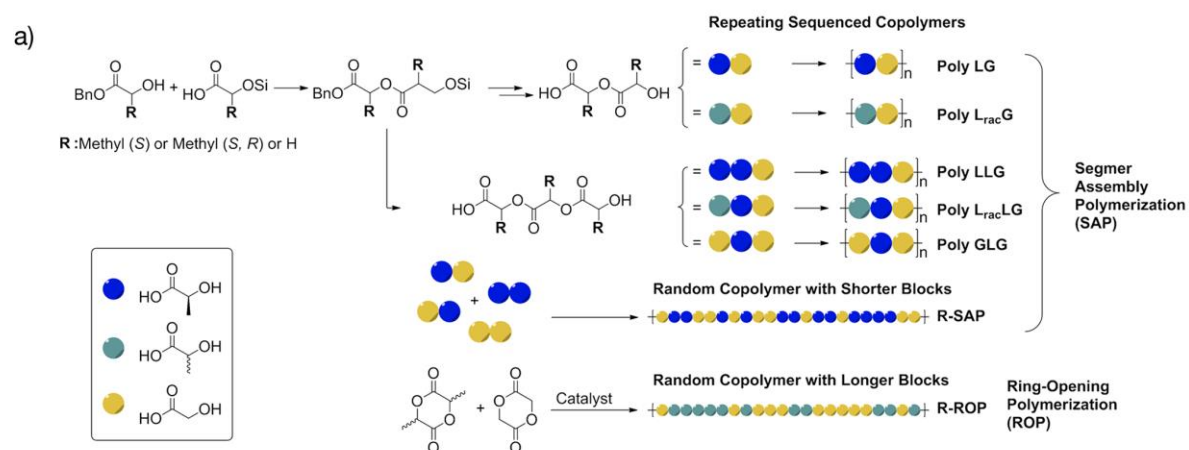 a)
Repeating Sequenced Copolymers
O
OH
BnO
R
+
O
HO
OSi
R
O
R
BnO
O
OSi
R
O
O
R
HO
O
OH
R
O
= n Poly LG
= n Poly LracG
R :Methyl (S) or Methyl (S, R) or H
O
R
O
HO
O
O
OH
R
O
R
= n Poly LLG
= n Poly LracLG
= n Poly GLG
Segmer
Assembly
Polymerization
(SAP)
O
HO
OH
O
HO
OH
O
HO
OH
+
Random Copolymer with Shorter Blocks
R-SAP
O
O
O
O
+
O
O
O
O
Catalyst
Random Copolymer with Longer Blocks
R-ROP
Ring-Opening
Polymerization
(ROP)